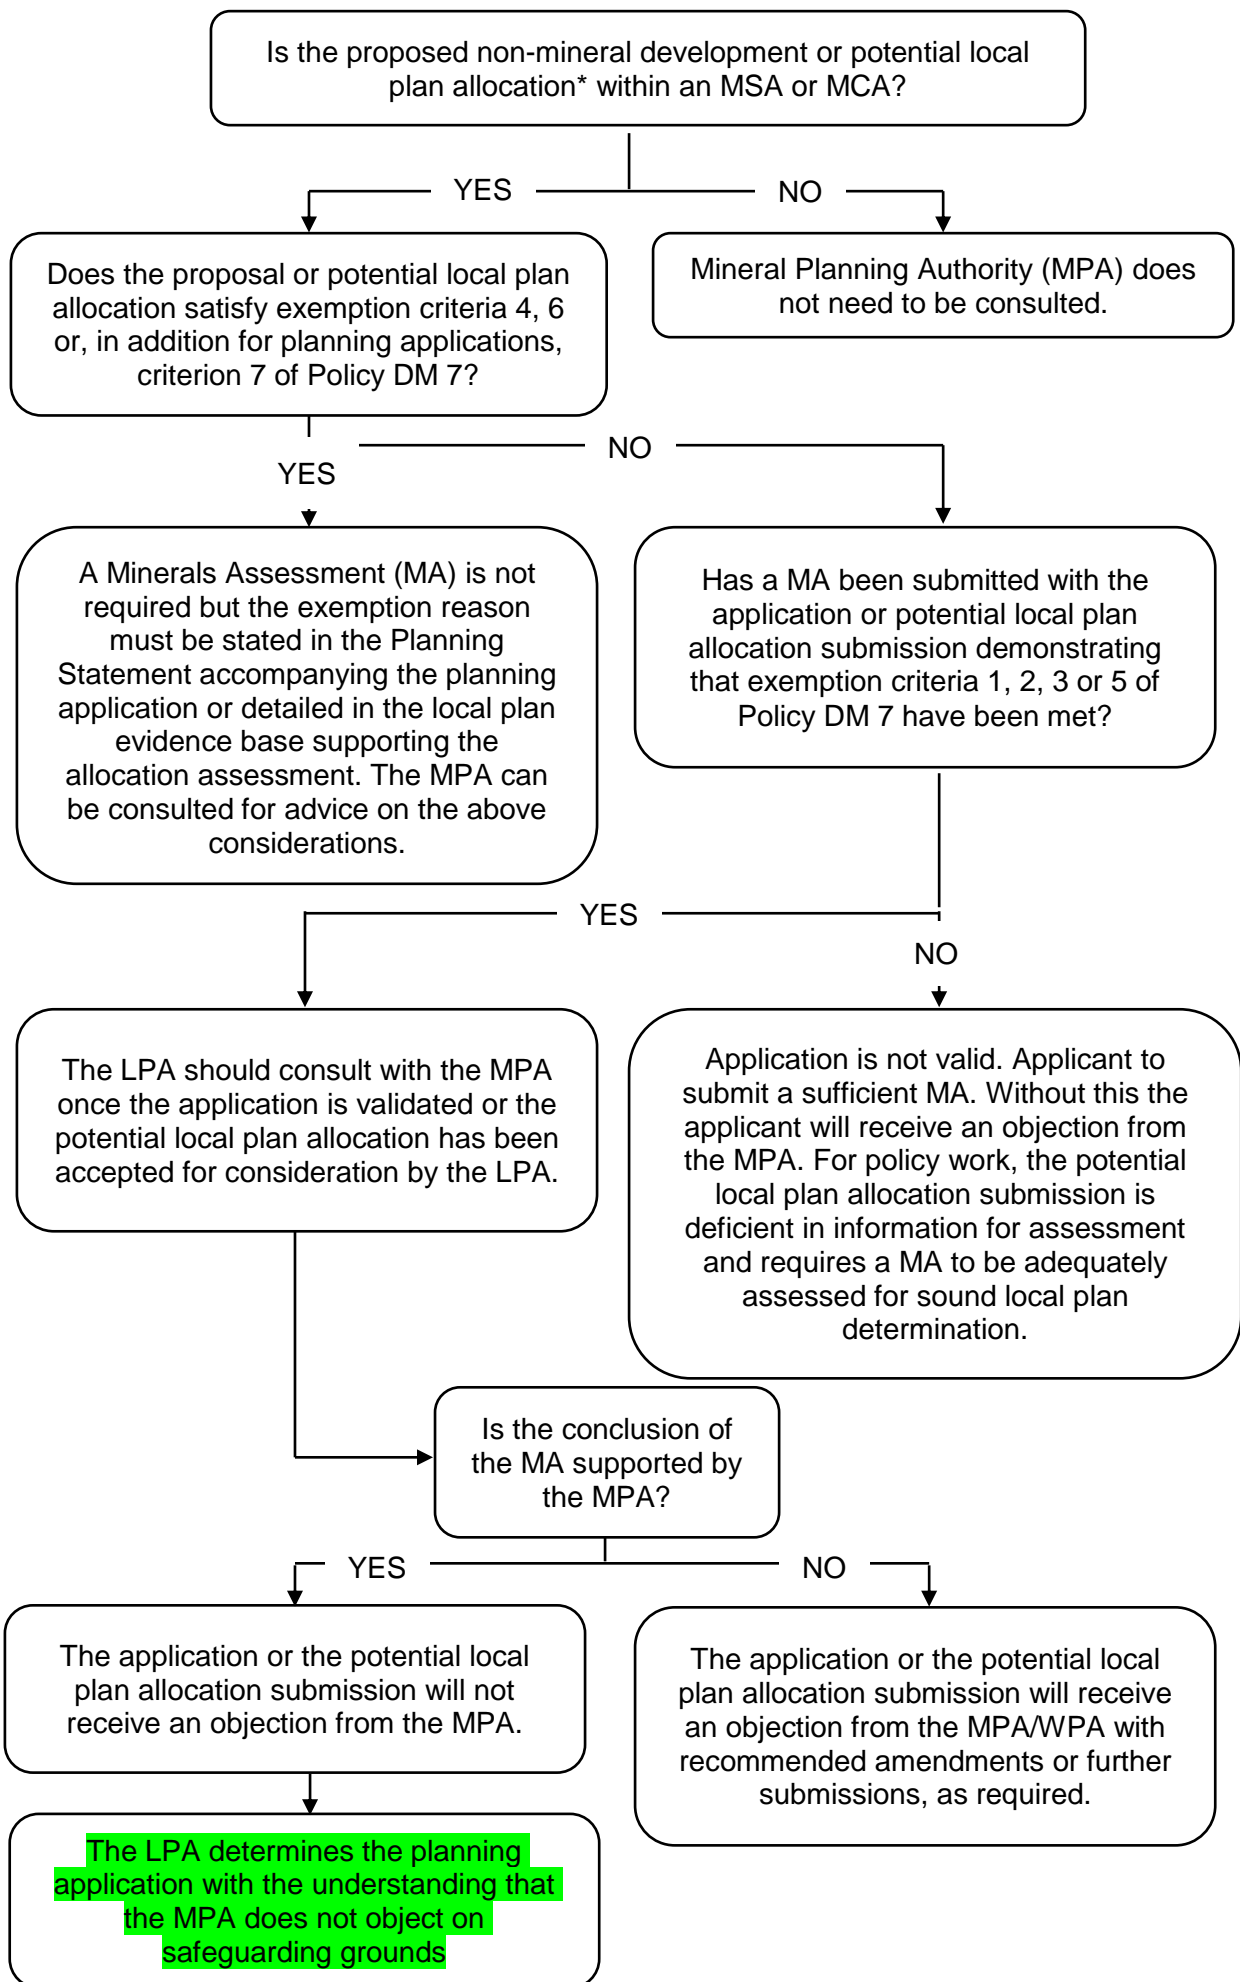 Is the proposed non-mineral development or potential local
plan allocation* within an MSA or MCA?
YES
NO
Does the proposal or potential local plan
allocation satisfy exemption criteria 4, 6
or, in addition for planning applications,
criterion 7 of Policy DM 7?
Mineral Planning Authority (MPA) does
not need to be consulted.
NO
YES
A Minerals Assessment (MA) is not
required but the exemption reason
must be stated in the Planning
Statement accompanying the planning
application or detailed in the local plan
evidence base supporting the
allocation assessment. The MPA can
be consulted for advice on the above
considerations.
Has a MA been submitted with the
application or potential local plan
allocation submission demonstrating
that exemption criteria 1, 2, 3 or 5 of
Policy DM 7 have been met?
YES
NO
The LPA should consult with the MPA
once the application is validated or the
potential local plan allocation has been
accepted for consideration by the LPA.
Application is not valid. Applicant to
submit a sufficient MA. Without this the
applicant will receive an objection from
the MPA. For policy work, the potential
local plan allocation submission is
deficient in information for assessment
and requires a MA to be adequately
assessed for sound local plan
determination.
Is the conclusion of
the MA supported by
the MPA?
YES
NO
The application or the potential local
plan allocation submission will not
receive an objection from the MPA.
The application or the potential local
plan allocation submission will receive
an objection from the MPA/WPA with
recommended amendments or further
submissions, as required.
The LPA determines the planning
application with the understanding that
the MPA does not object on
safeguarding grounds